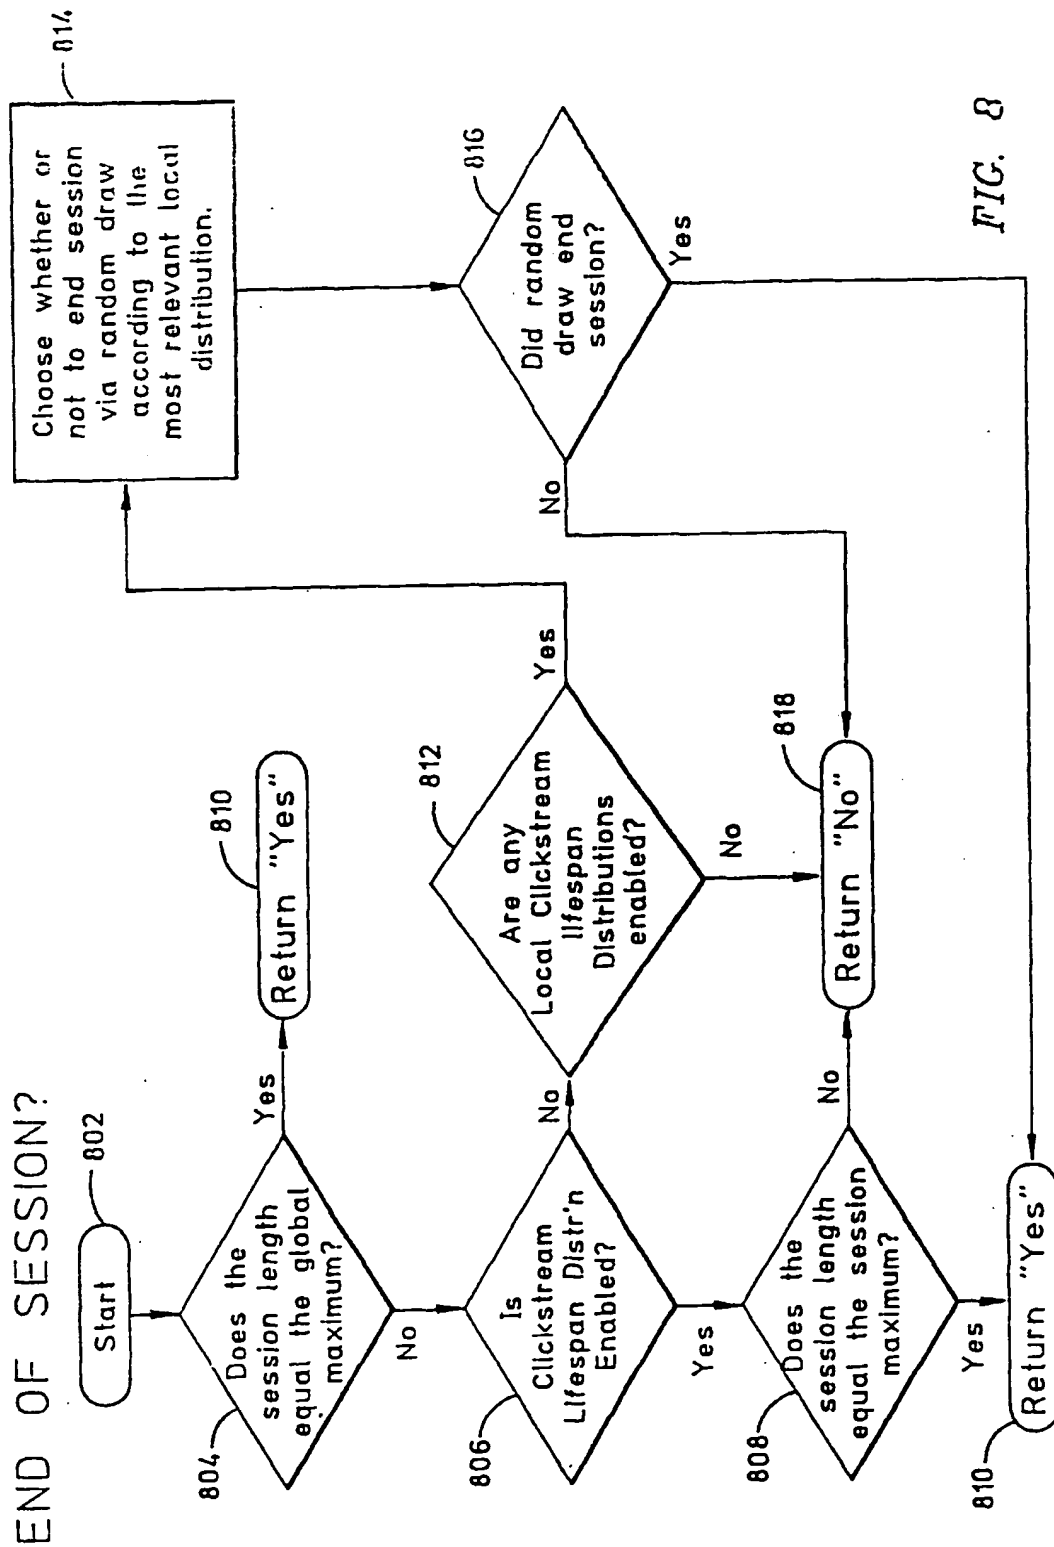 END OF SESSION?
Start
802
Does the
session length
equal the global
maximum?
804
Yes
Return "Yes"
810
No
Is
Clickstream
Lifespan Distr'n
Enabled?
806
No
Are any
Local Clickstream
lifespan
Distributions
enabled?
812
Yes
Choose whether or
not to end session
via random draw
according to the
most relevant local
distribution.
814
Did random
draw end
session?
816
No
Yes
No
Return "No"
818
Yes
Does the
session length
equal the session
maximum?
808
No
Yes
Return "Yes"
810
FIG. 8